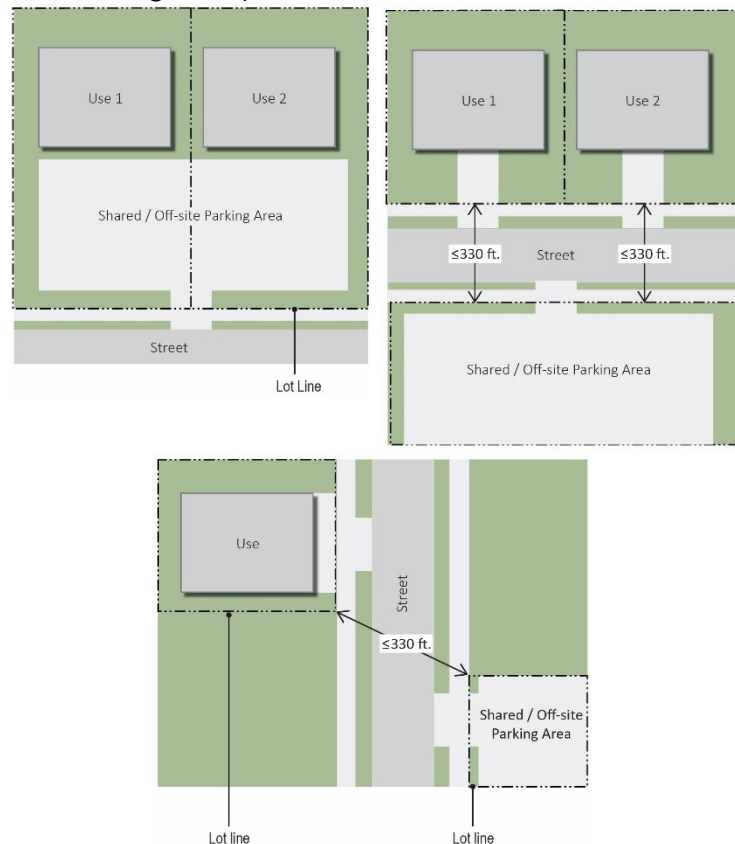 Use 1
Use 2
Shared / Off-site Parking Area
Street
Lot Line
Use 1
Use 2
≤330 ft.
Street
≤330 ft.
Shared / Off-site Parking Area
Use
Street
≤330 ft.
Shared / Off-site
Parking Area
Lot line
Lot line